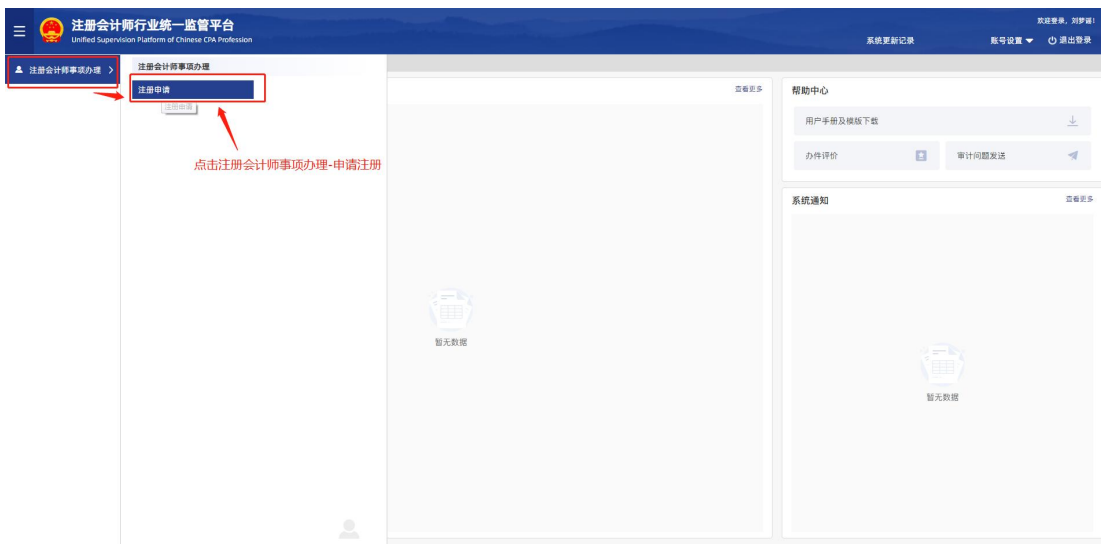 注册会计师行业统一监管平台
Unified Supervision Platform of Chinese CPA Profession
欢迎登录，刘梦谣!
系统更新记录
账号设置
退出登录
注册会计师事项办理
注册会计师事项办理
注册申请
注册申请
点击注册会计师事项办理-申请注册
查看更多
暂无数据
帮助中心
用户手册及模版下载
办件评价
审计问题发送
系统通知
查看更多
暂无数据